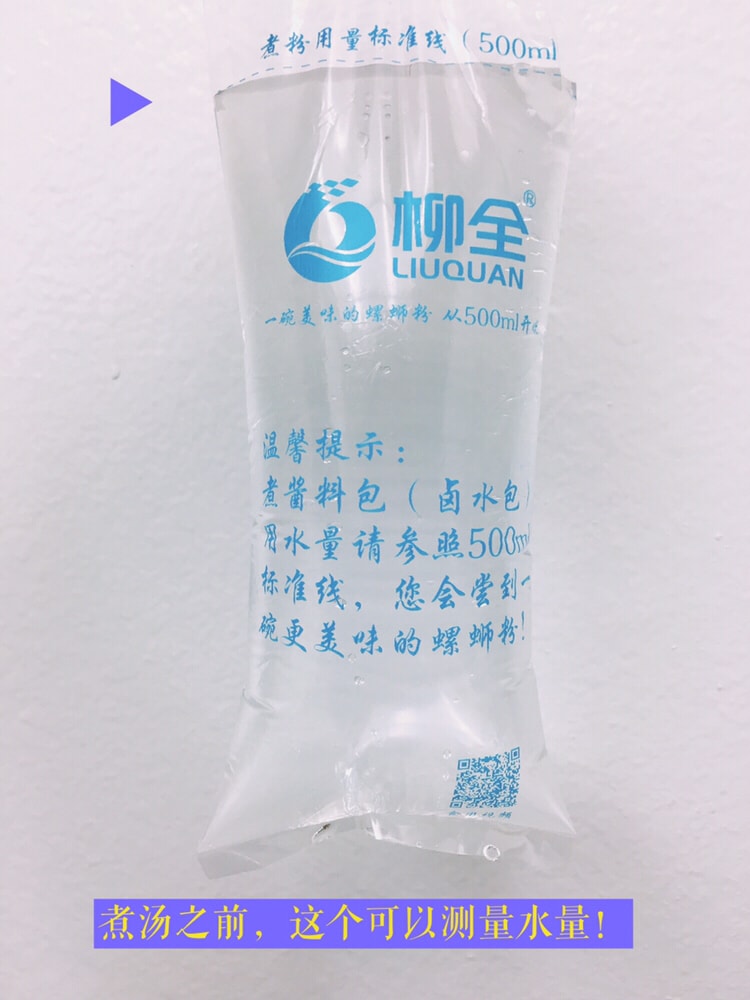 煮粉用量标准线（500ml
柳全®
LIUQUAN
一碗美味的螺蛳粉 从500ml开
温馨提示：
煮酱料包（卤水包）
用水量请参照500ml
标准线，您会尝到一
碗更美味的螺蛳粉！
煮汤之前，这个可以测量水量！